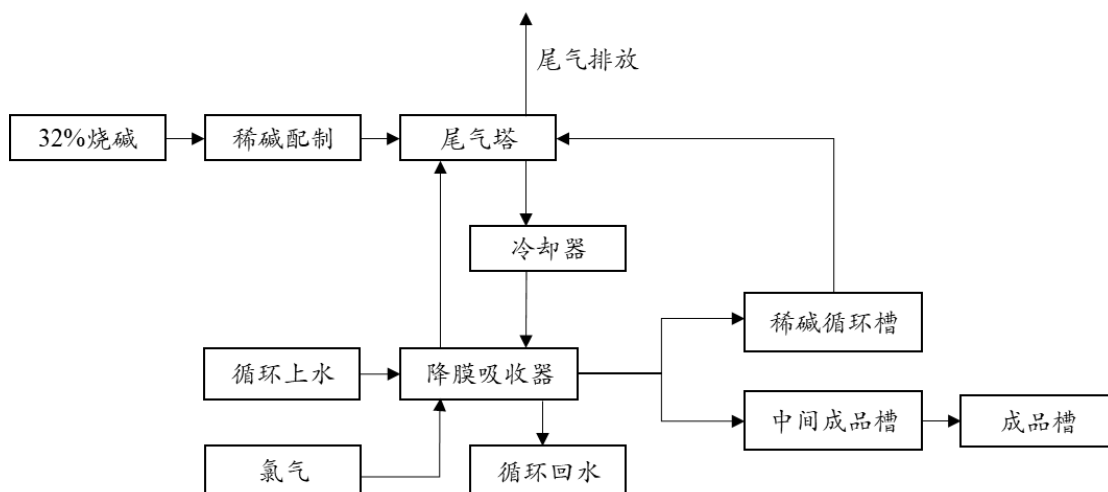 尾气排放
32%烧碱
稀碱配制
尾气塔
冷却器
稀碱循环槽
循环上水
降膜吸收器
中间成品槽
成品槽
氯气
循环回水